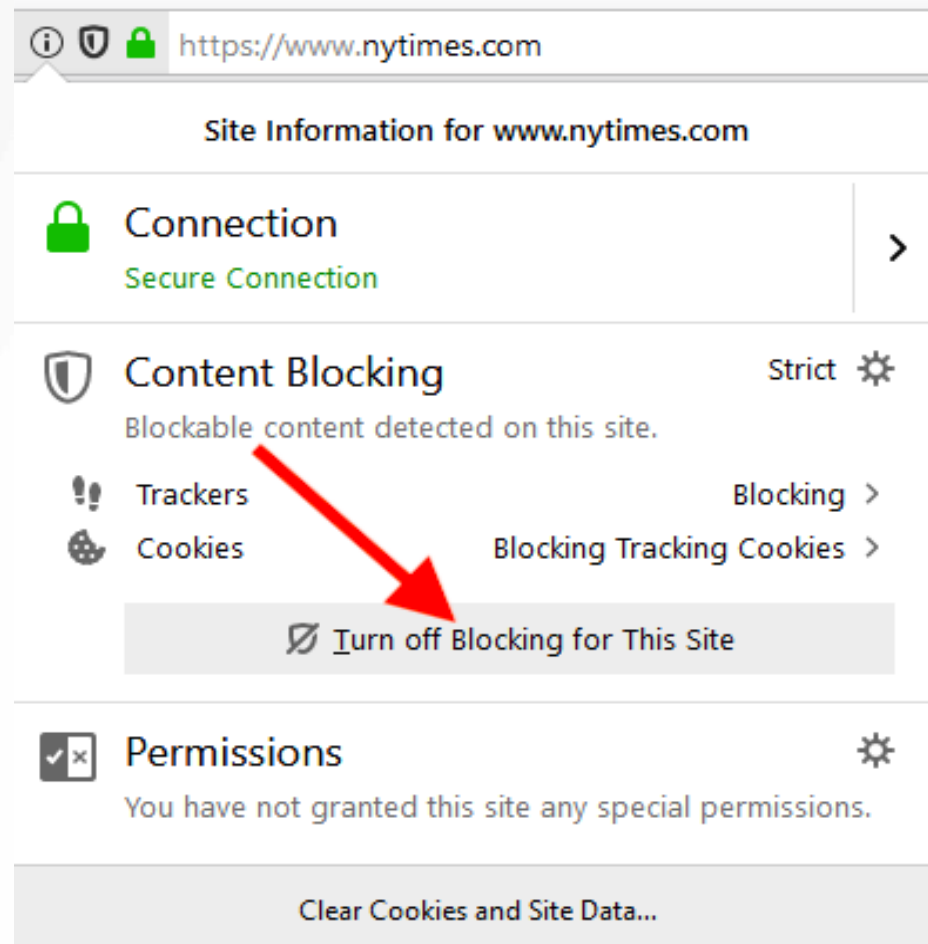 https://www.nytimes.com
Site Information for www.nytimes.com
Connection
Secure Connection
Content Blocking Strict
Blockable content detected on this site.
Trackers Blocking
Cookies Blocking Tracking Cookies
Turn off Blocking for This Site
Permissions
You have not granted this site any special permissions.
Clear Cookies and Site Data...